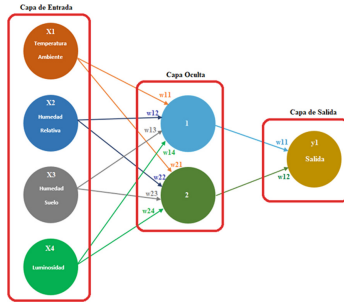 Capa de Entrada
X1
Temperatura
Ambiente
X2
Humedad
Relativo
X3
Humedad
Suelo
X4
Luminosidad
Capa Oculta
w11
w12
w13
w14
1
w21
w22
w23
w24
2
Capa de Salida
w11
w12
y1
Salida